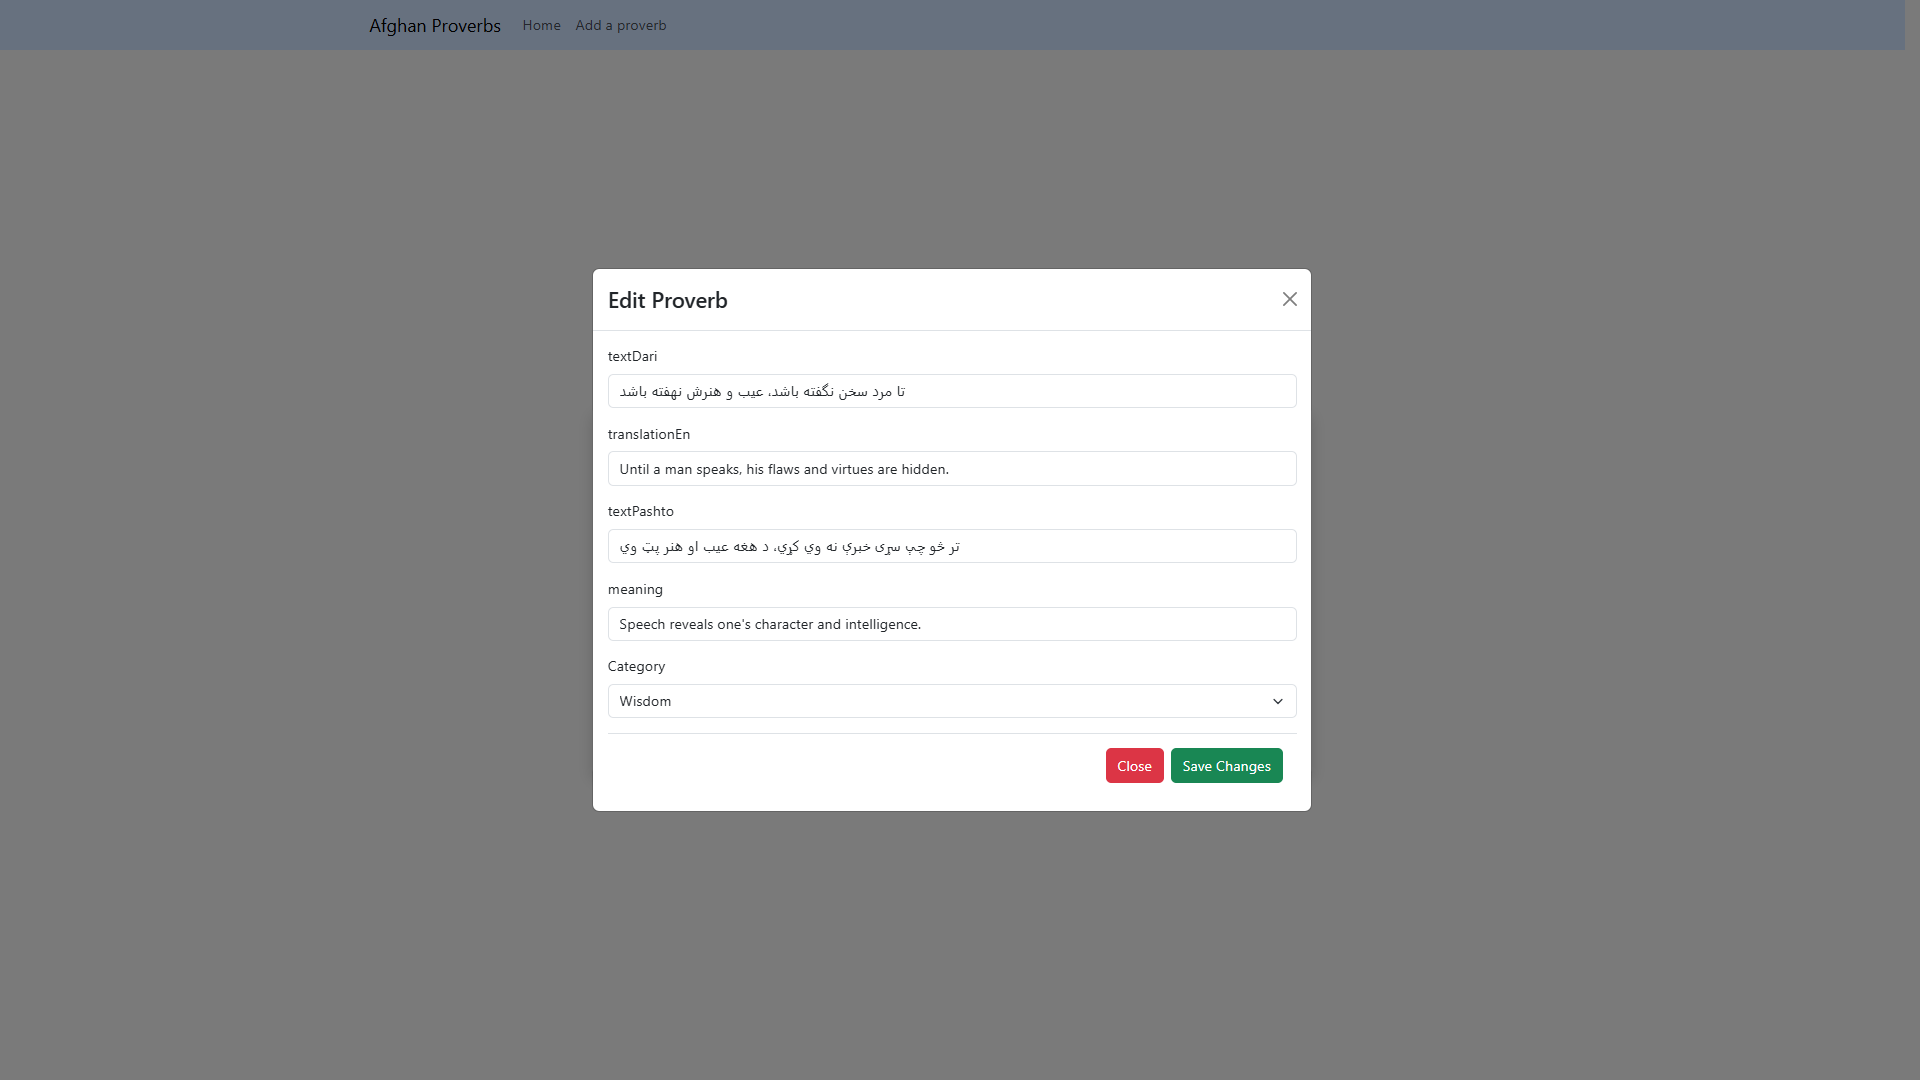 Afghan Proverbs Home Add a proverb
Edit Proverb
textDari
تا مرد سخن نگفته باشد، عیب و هنرش نهفته باشد
translationEn
Until a man speaks, his flaws and virtues are hidden.
textPashto
تر څو چې سړی خبرې نه وي کړي، د هغه عیب او هنر پټ وي
meaning
Speech reveals one's character and intelligence.
Category
Wisdom
Close Save Changes